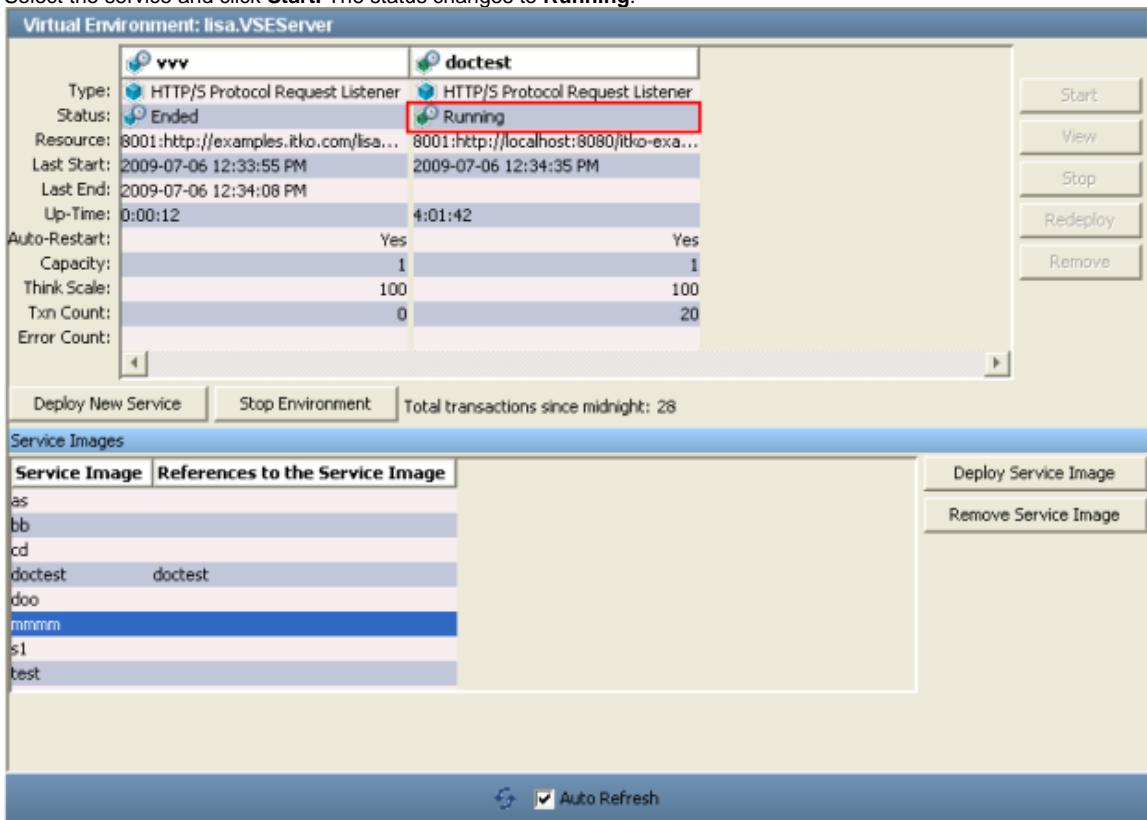 Select the service and click Start. The status changes to Running.
Virtual Environment: lisa.VSEServer
vvv doctest
Type: HTTP/S Protocol Request Listener HTTP/S Protocol Request Listener
Status: Ended Running
Resource: 8001:http://examples.itko.com/lisa... 8001:http://localhost:8080/itko-exa...
Last Start: 2009-07-06 12:33:55 PM 2009-07-06 12:34:35 PM
Last End: 2009-07-06 12:34:08 PM
Up-Time: 0:00:12 4:01:42
Auto-Restart: Yes Yes
Capacity: 1 1
Think Scale: 100 100
Txn Count: 0 20
Error Count:
Start
View
Stop
Redeploy
Remove
Deploy New Service Stop Environment Total transactions since midnight: 28
Service Images
Service Image References to the Service Image
as
bb
cd
doctest doctest
doo
mmmm
s1
test
Deploy Service Image
Remove Service Image
Auto Refresh